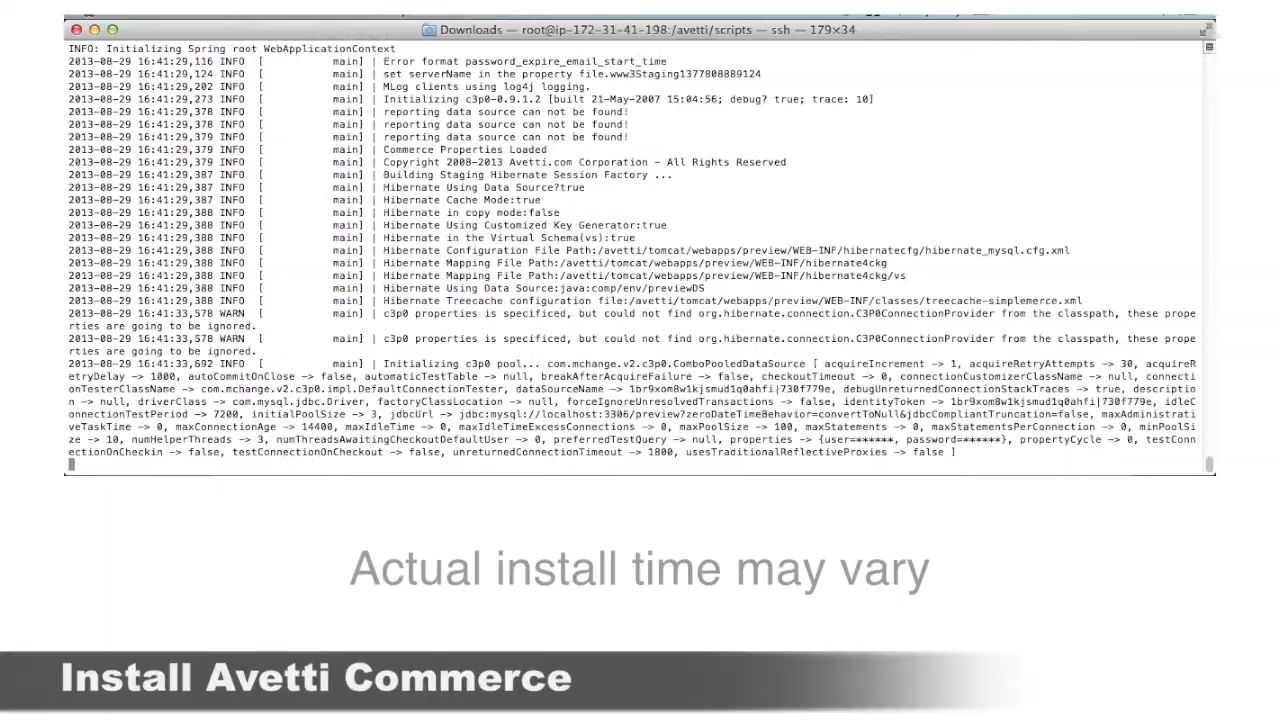 Downloads — root@ip-172-31-41-198:/avetti/scripts — ssh — 179×34
INFO: Initializing Spring root WebApplicationContext
2013-08-29 16:41:29,116 INFO  [           main] | Error format password_expire_email_start_time
2013-08-29 16:41:29,124 INFO  [           main] | set serverName in the property file.www3Staging1377808889124
2013-08-29 16:41:29,202 INFO  [           main] | MLog clients using log4j logging.
2013-08-29 16:41:29,273 INFO  [           main] | Initializing c3p0-0.9.1.2 [built 21-May-2007 15:04:56; debug? true; trace: 10]
2013-08-29 16:41:29,378 INFO  [           main] | reporting data source can not be found!
2013-08-29 16:41:29,378 INFO  [           main] | reporting data source can not be found!
2013-08-29 16:41:29,379 INFO  [           main] | reporting data source can not be found!
2013-08-29 16:41:29,379 INFO  [           main] | Commerce Properties Loaded
2013-08-29 16:41:29,379 INFO  [           main] | Copyright 2008-2013 Avetti.com Corporation - All Rights Reserved
2013-08-29 16:41:29,387 INFO  [           main] | Building Staging Hibernate Session Factory ...
2013-08-29 16:41:29,387 INFO  [           main] | Hibernate Using Data Source?true
2013-08-29 16:41:29,387 INFO  [           main] | Hibernate Cache Mode:true
2013-08-29 16:41:29,388 INFO  [           main] | Hibernate in copy mode:false
2013-08-29 16:41:29,388 INFO  [           main] | Hibernate Using Customized Key Generator:true
2013-08-29 16:41:29,388 INFO  [           main] | Hibernate in the Virtual Schema(vs):true
2013-08-29 16:41:29,388 INFO  [           main] | Hibernate Configuration File Path:/avetti/tomcat/webapps/preview/WEB-INF/hibernatecfg/hibernate_mysql.cfg.xml
2013-08-29 16:41:29,388 INFO  [           main] | Hibernate Mapping File Path:/avetti/tomcat/webapps/preview/WEB-INF/hibernate4ckg
2013-08-29 16:41:29,388 INFO  [           main] | Hibernate Mapping File Path:/avetti/tomcat/webapps/preview/WEB-INF/hibernate4ckg/vs
2013-08-29 16:41:29,388 INFO  [           main] | Hibernate Using Data Source:java:comp/env/previewDS
2013-08-29 16:41:29,388 INFO  [           main] | Hibernate Treecache configuration file:/avetti/tomcat/webapps/preview/WEB-INF/classes/treecache-simplemerce.xml
2013-08-29 16:41:33,578 WARN  [           main] | c3p0 properties is specificed, but could not find org.hibernate.connection.C3P0ConnectionProvider from the classpath, these prope
rties are going to be ignored.
2013-08-29 16:41:33,578 WARN  [           main] | c3p0 properties is specificed, but could not find org.hibernate.connection.C3P0ConnectionProvider from the classpath, these prope
rties are going to be ignored.
2013-08-29 16:41:33,692 INFO  [           main] | Initializing c3p0 pool... com.mchange.v2.c3p0.ComboPooledDataSource [ acquireIncrement -> 1, acquireRetryAttempts -> 30, acquireR
etryDelay -> 1000, autoCommitOnClose -> false, automaticTestTable -> null, breakAfterAcquireFailure -> false, checkoutTimeout -> 0, connectionCustomizerClassName -> null, connecti
onTesterClassName -> com.mchange.v2.c3p0.impl.DefaultConnectionTester, dataSourceName -> 1br9xom8w1kjsmud1q0ahfi|730f779e, debugUnreturnedConnectionStackTraces -> true, descriptio
n -> null, driverClass -> com.mysql.jdbc.Driver, factoryClassLocation -> null, forceIgnoreUnresolvedTransactions -> false, identityToken -> 1br9xom8w1kjsmud1q0ahfi|730f779e, idleC
onnectionTestPeriod -> 7200, initialPoolSize -> 3, jdbcUrl -> jdbc:mysql://localhost:3306/preview?zeroDateTimeBehavior=convertToNull&jdbcCompliantTruncation=false, maxAdministrati
veTaskTime -> 0, maxConnectionAge -> 14400, maxIdleTime -> 0, maxIdleTimeExcessConnections -> 0, maxPoolSize -> 100, maxStatements -> 0, maxStatementsPerConnection -> 0, minPoolSi
ze -> 10, numHelperThreads -> 3, numThreadsAwaitingCheckoutDefaultUser -> 0, preferredTestQuery -> null, properties -> {user=******, password=******}, propertyCycle -> 0, testConn
ectionOnCheckin -> false, testConnectionOnCheckout -> false, unreturnedConnectionTimeout -> 1800, usesTraditionalReflectiveProxies -> false ]
Actual install time may vary
Install Avetti Commerce